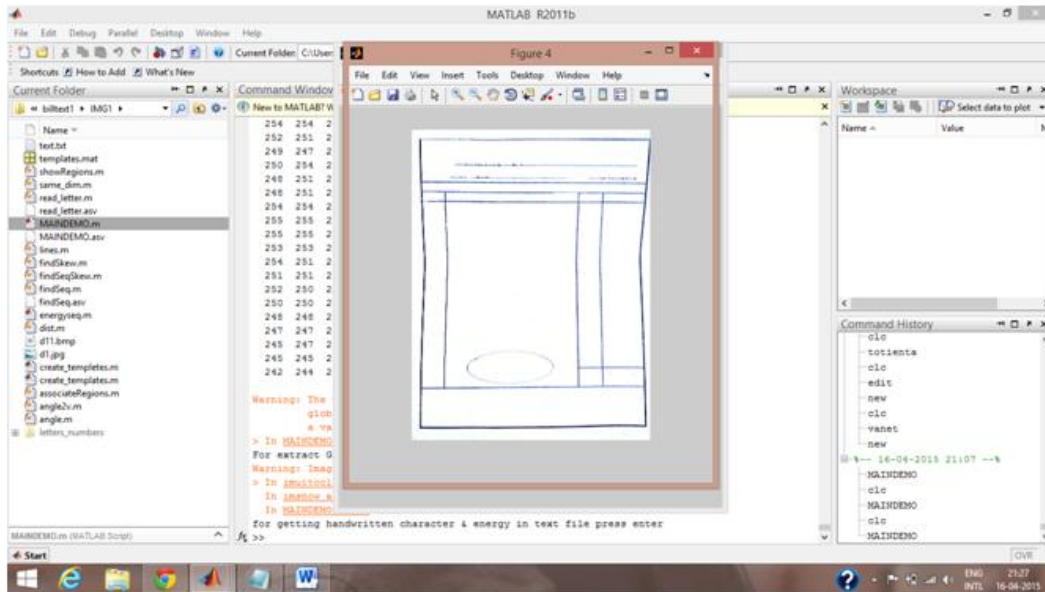 MATLAB R2011b
File Edit Debug Parallel Desktop Window Help
Current Folder: C:\User
Shortcuts How to Add What's New
Current Folder
« billtext1 ▸ IMG1 ▸
Name
text.txt
templates.mat
showRegions.m
same_dim.m
read_letter.m
read_letter.asv
MAINDEMO.m
MAINDEMO.asv
lines.m
findSkew.m
findSeqSkew.m
findSeq.m
findSeq.asv
energyseq.m
dist.m
d11.bmp
d1.jpg
create_templetes.m
create_templates.m
associateRegions.m
angle2v.m
angle.m
letters_numbers
MAINDEMO.m (MATLAB Script)
Command Window
New to MATLAB? W
254 254 2
252 251 2
249 247 2
250 254 2
248 251 2
248 251 2
254 254 2
255 255 2
255 255 2
253 253 2
254 251 2
251 251 2
252 250 2
250 250 2
248 248 2
247 247 2
245 247 2
245 245 2
242 244 2
Warning: The
glob
a va
> In MAINDEMO
For extract G
Warning: Imag
> In imuitool
In imshow a
In MAINDEMO
for getting handwritten character & energy in text file press enter
fx >>
Figure 4
File Edit View Insert Tools Desktop Window Help
Workspace
Select data to plot
Name Value
Command History
clc
totienta
clc
edit
new
clc
vanet
new
%-- 16-04-2015 21:07 --%
MAINDEMO
clc
MAINDEMO
clc
MAINDEMO
Start
OVR
ENG 21:27
INTL 16-04-2015